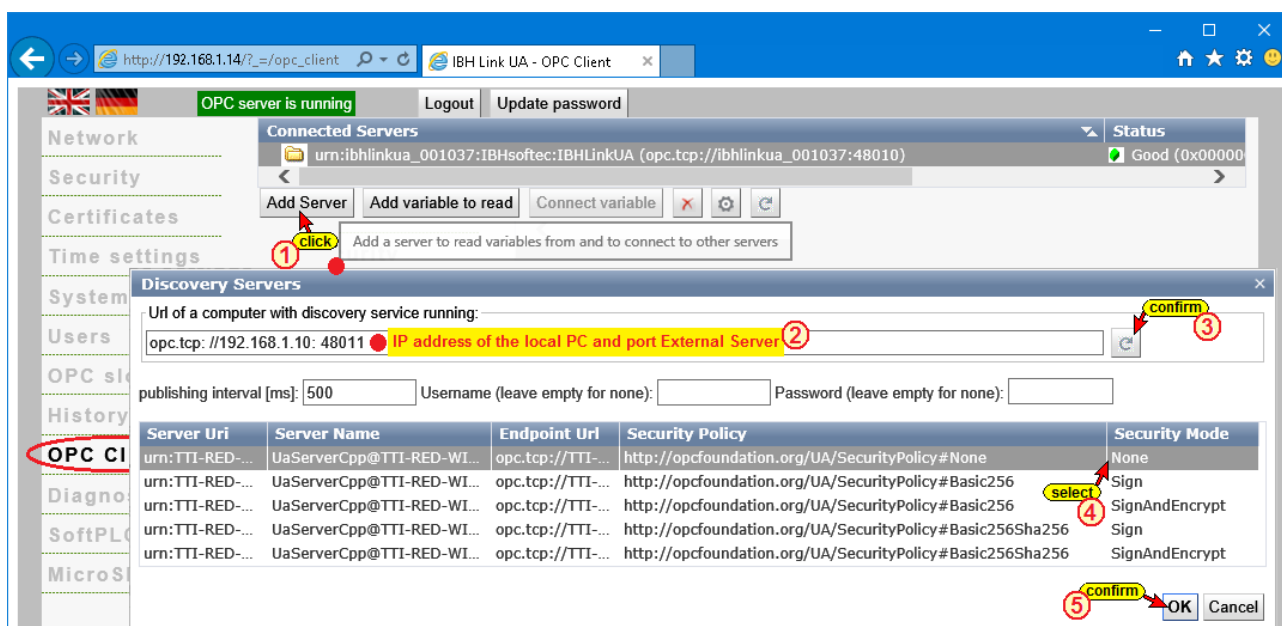 http://192.168.1.14/?_=/opc_client
IBH Link UA - OPC Client
OPC server is running
Logout
Update password
Network
Security
Certificates
Time settings
System
Users
OPC slo
History
OPC Cl
Diagnos
SoftPLC
MicroSD
Connected Servers
Status
urn:ibhlinkua_001037:IBHsoftec:IBHLinkUA (opc.tcp://ibhlinkua_001037:48010)
Good (0x00000
Add Server
Add variable to read
Connect variable
1
click
Add a server to read variables from and to connect to other servers
Discovery Servers
Url of a computer with discovery service running:
confirm
3
opc.tcp: //192.168.1.10: 48011
IP address of the local PC and port External Server
2
publishing interval [ms]: 500
Username (leave empty for none):
Password (leave empty for none):
Server Uri Server Name Endpoint Url Security Policy Security Mode
urn:TTI-RED-... UaServerCpp@TTI-RED-WI... opc.tcp://TTI-... http://opcfoundation.org/UA/SecurityPolicy#None None
urn:TTI-RED-... UaServerCpp@TTI-RED-WI... opc.tcp://TTI-... http://opcfoundation.org/UA/SecurityPolicy#Basic256 Sign
urn:TTI-RED-... UaServerCpp@TTI-RED-WI... opc.tcp://TTI-... http://opcfoundation.org/UA/SecurityPolicy#Basic256 SignAndEncrypt
urn:TTI-RED-... UaServerCpp@TTI-RED-WI... opc.tcp://TTI-... http://opcfoundation.org/UA/SecurityPolicy#Basic256Sha256 Sign
urn:TTI-RED-... UaServerCpp@TTI-RED-WI... opc.tcp://TTI-... http://opcfoundation.org/UA/SecurityPolicy#Basic256Sha256 SignAndEncrypt
select
4
confirm
5
OK
Cancel